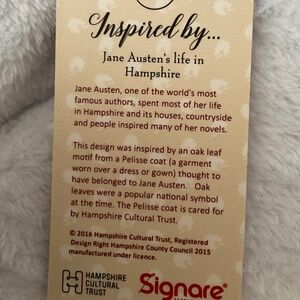 Inspired by...
Jane Austen's life in
Hampshire
Jane Austen, one of the world's most
famous authors, spent most of her life
in Hampshire and its houses, countryside
and people inspired many of her novels.
This design was inspired by an oak leaf
motif from a Pelisse coat (a garment
worn over a dress or gown) thought to
have belonged to Jane Austen. Oak
leaves were a popular national symbol
at the time. The Pelisse coat is cared for
by Hampshire Cultural Trust.
© 2016 Hampshire Cultural Trust, Registered
Design Right Hampshire County Council 2015
manufactured under licence.
HAMPSHIRE
CULTURAL
TRUST
Signare®